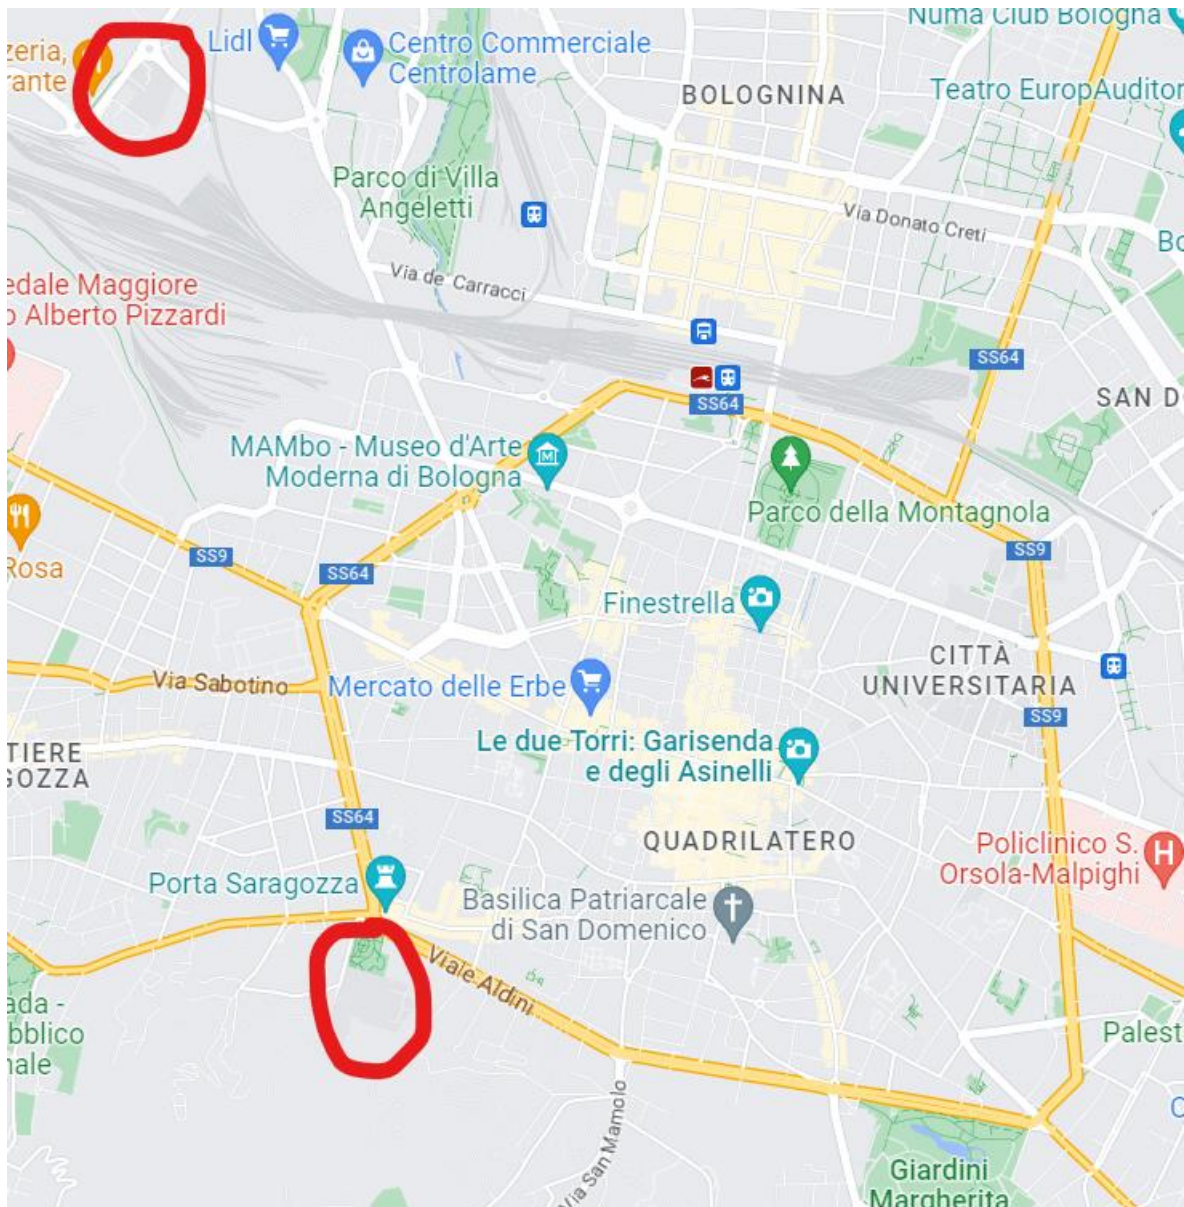 Numa Club Bologna
Lidl
Centro Commerciale
Centrolame
zeria,
rante
BOLOGNINA
Teatro EuropAuditor
Parco di Villa
Angeletti
Via Donato Creti
Bo
Via de' Carracci
edale Maggiore
o Alberto Pizzardi
SS64
SAN D
SS64
MAMbo - Museo d'Arte
Moderna di Bologna
M
Parco della Montagnola
SS9
SS9
SS64
Rosa
Finestrella
CITTÀ
UNIVERSITARIA
Via Sabotino
Mercato delle Erbe
SS9
Le due Torri: Garisenda
e degli Asinelli
TIERE
GOZZA
SS64
QUADRILATERO
Policlinico S.
Orsola-Malpighi
H
Porta Saragozza
Basilica Patriarcale
di San Domenico
Viale Aldini
ada -
bblico
nale
Palest
Via San Mamolo
C
Giardini
Margherita